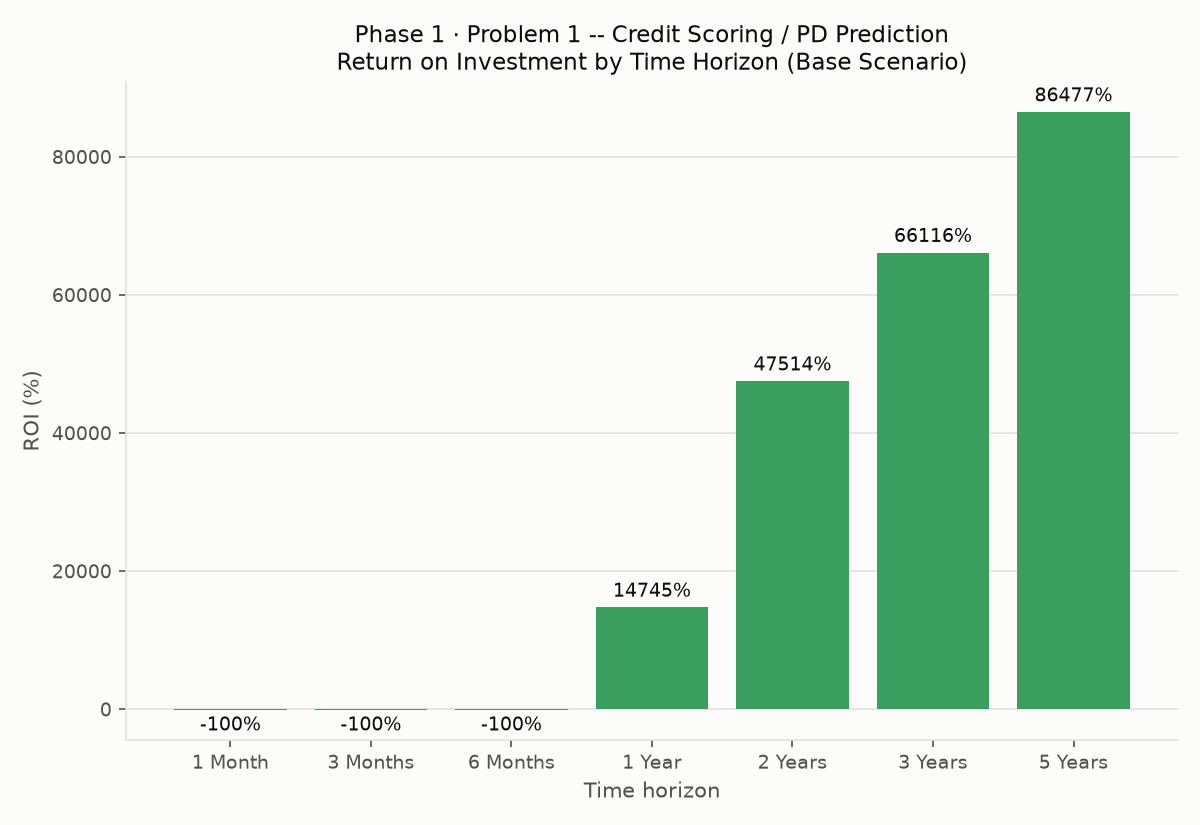 Phase 1 · Problem 1 -- Credit Scoring / PD Prediction
Return on Investment by Time Horizon (Base Scenario)
86477%
80000
66116%
60000
47514%
ROI (%)
40000
20000
14745%
0
-100% -100% -100%
1 Month 3 Months 6 Months 1 Year 2 Years 3 Years 5 Years
Time horizon